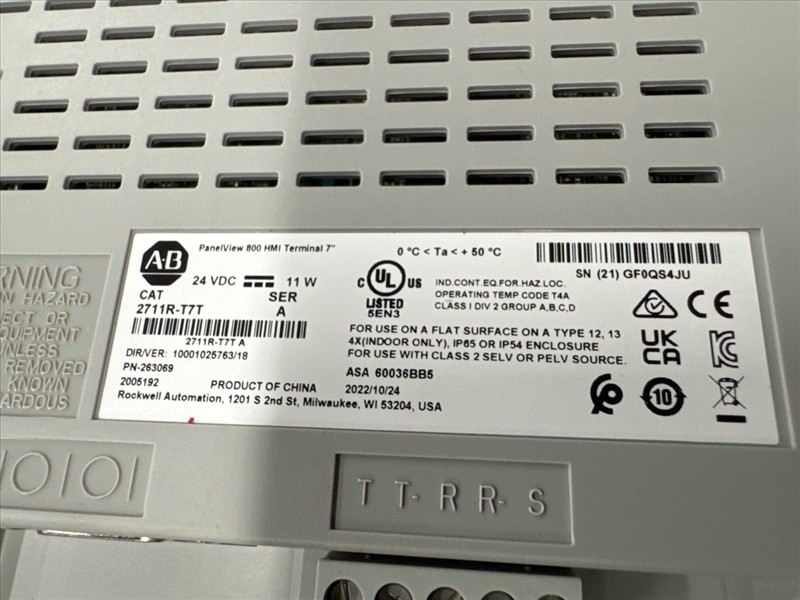 A-B
PanelView 800 HMI Terminal 7"
0 °C < Ta < + 50 °C
24 VDC 11 W
CAT SER
2711R-T7T A
2711R-T7T A
DIR/VER: 10001025763/18
PN-263069
2005192 PRODUCT OF CHINA
Rockwell Automation, 1201 S 2nd St, Milwaukee, WI 53204, USA
C UL US
LISTED
5EN3
IND.CONT.EQ.FOR.HAZ.LOC.
OPERATING TEMP CODE T4A
CLASS I DIV 2 GROUP A,B,C,D
FOR USE ON A FLAT SURFACE ON A TYPE 12, 13
4X(INDOOR ONLY), IP65 OR IP54 ENCLOSURE
FOR USE WITH CLASS 2 SELV OR PELV SOURCE.
ASA 60036BB5
2022/10/24
SN (21) GF0QS4JU
CE
UK
CA
10
RNING
HAZARD
ECT OR
QUIPMENT
UNLESS
REMOVED
KNOWN
ARDOUS
IOIOI
T T- R R- S